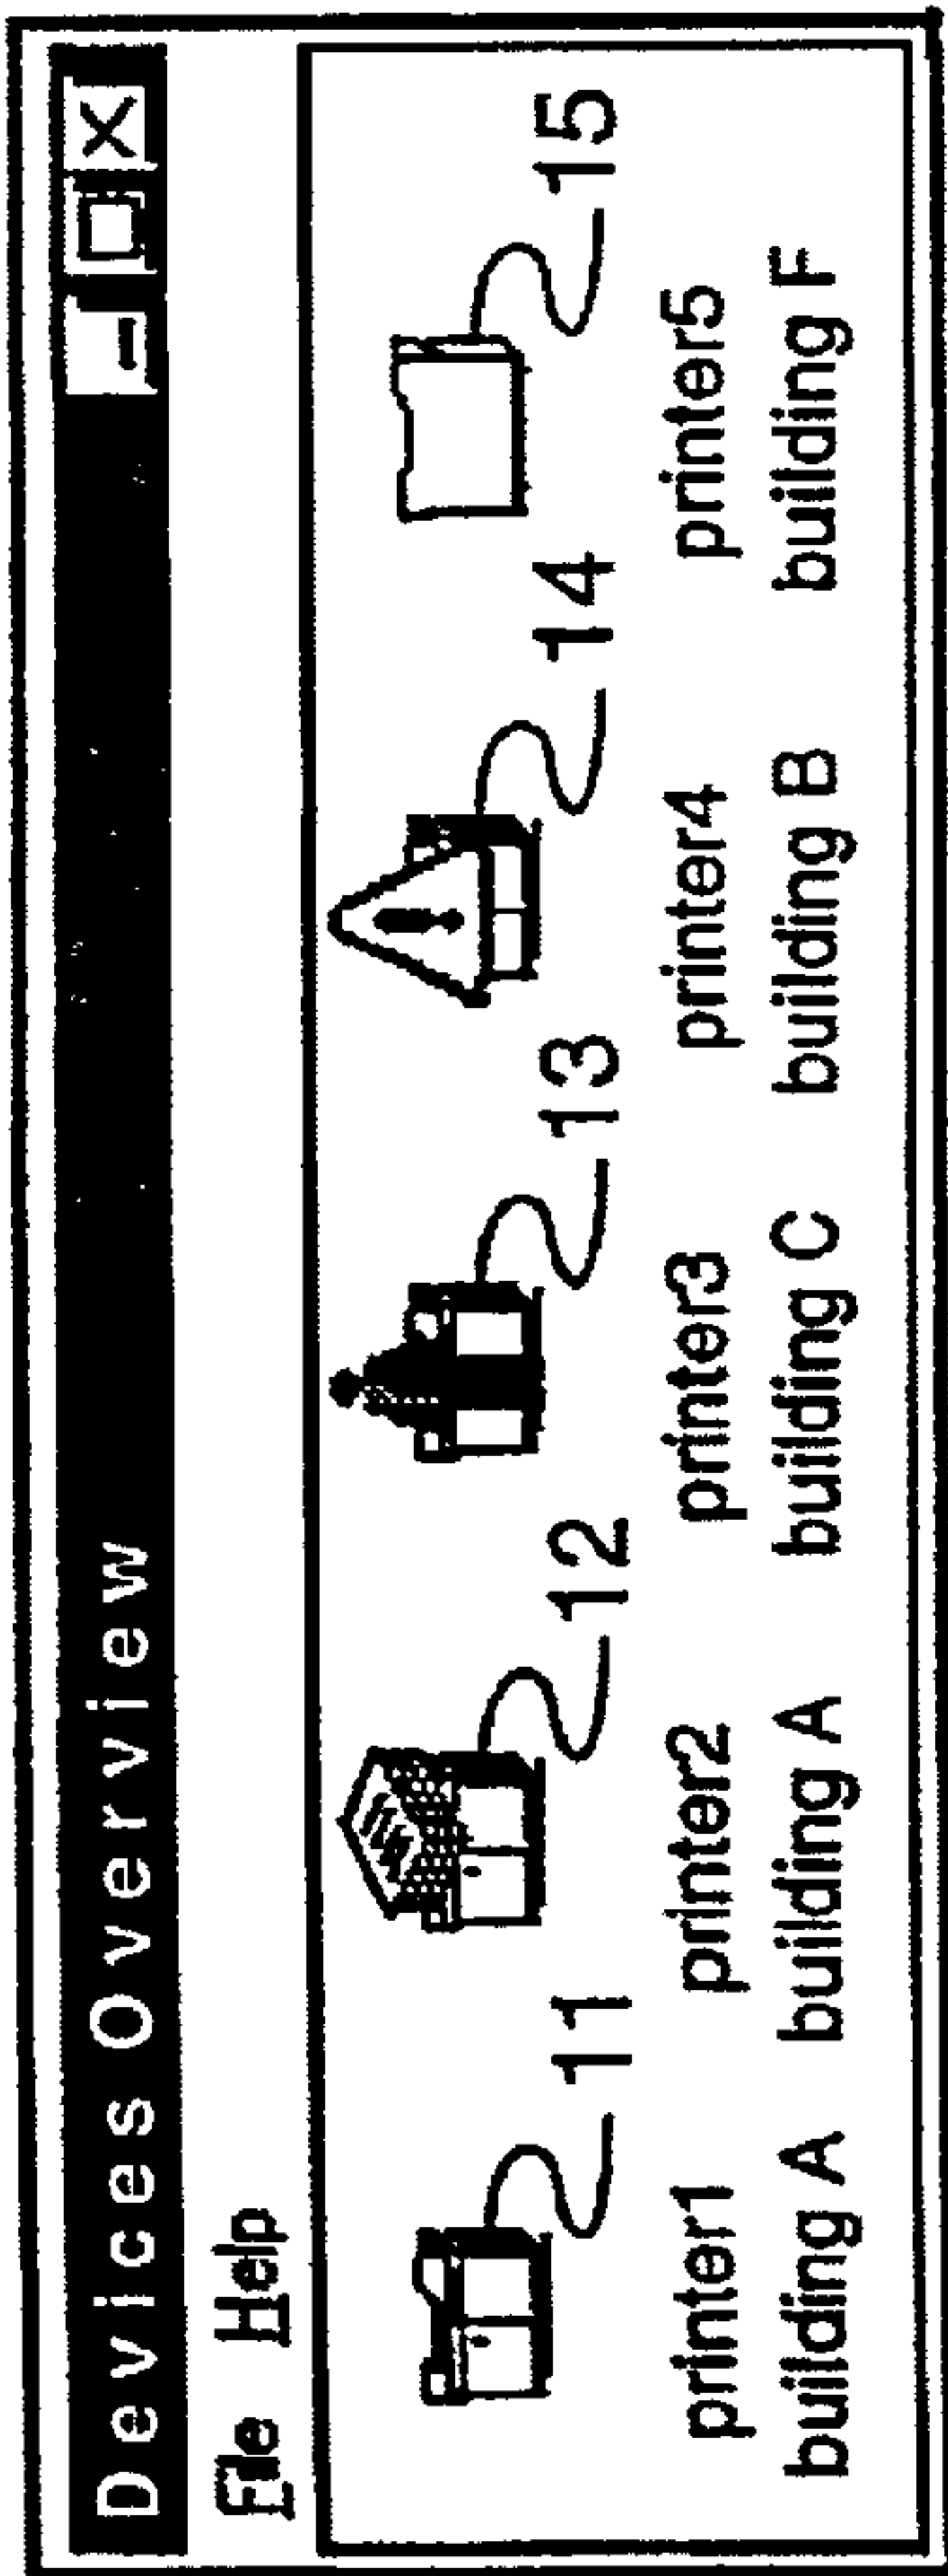 Devices Overview
File Help
11 12 13 14 15
printer1 printer2 printer3 printer4 printer5
building A building A building C building B building F